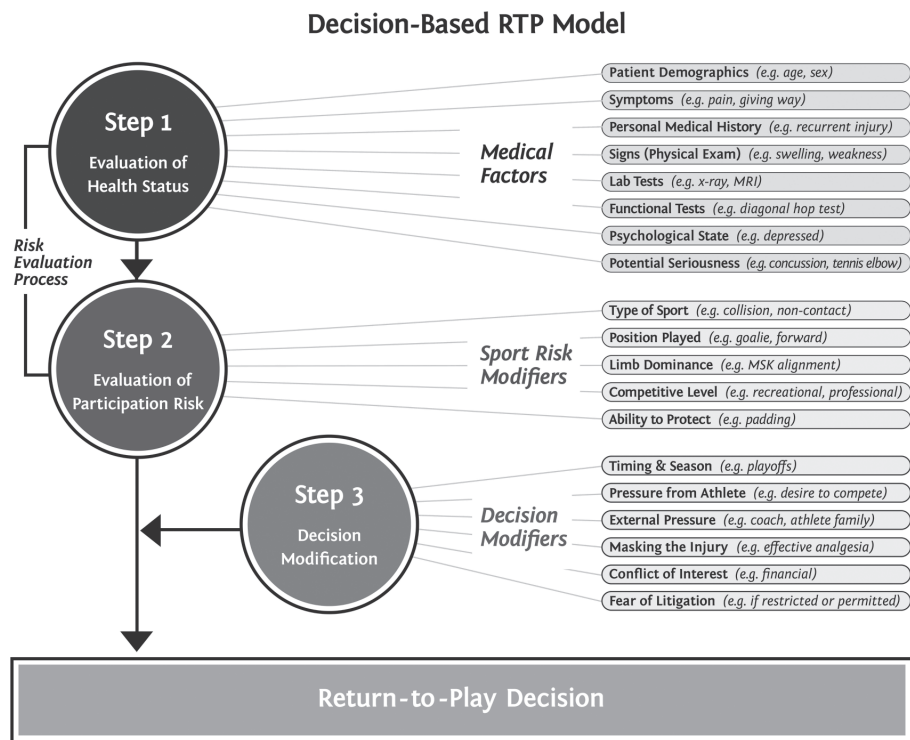 Decision-Based RTP Model
Step 1
Evaluation of
Health Status
Medical
Factors
Patient Demographics (e.g. age, sex)
Symptoms (e.g. pain, giving way)
Personal Medical History (e.g. recurrent injury)
Signs (Physical Exam) (e.g. swelling, weakness)
Lab Tests (e.g. x-ray, MRI)
Functional Tests (e.g. diagonal hop test)
Psychological State (e.g. depressed)
Potential Seriousness (e.g. concussion, tennis elbow)
Risk
Evaluation
Process
Step 2
Evaluation of
Participation Risk
Sport Risk
Modifiers
Type of Sport (e.g. collision, non-contact)
Position Played (e.g. goalie, forward)
Limb Dominance (e.g. MSK alignment)
Competitive Level (e.g. recreational, professional)
Ability to Protect (e.g. padding)
Step 3
Decision
Modification
Decision
Modifiers
Timing & Season (e.g. playoffs)
Pressure from Athlete (e.g. desire to compete)
External Pressure (e.g. coach, athlete family)
Masking the Injury (e.g. effective analgesia)
Conflict of Interest (e.g. financial)
Fear of Litigation (e.g. if restricted or permitted)
Return-to-Play Decision